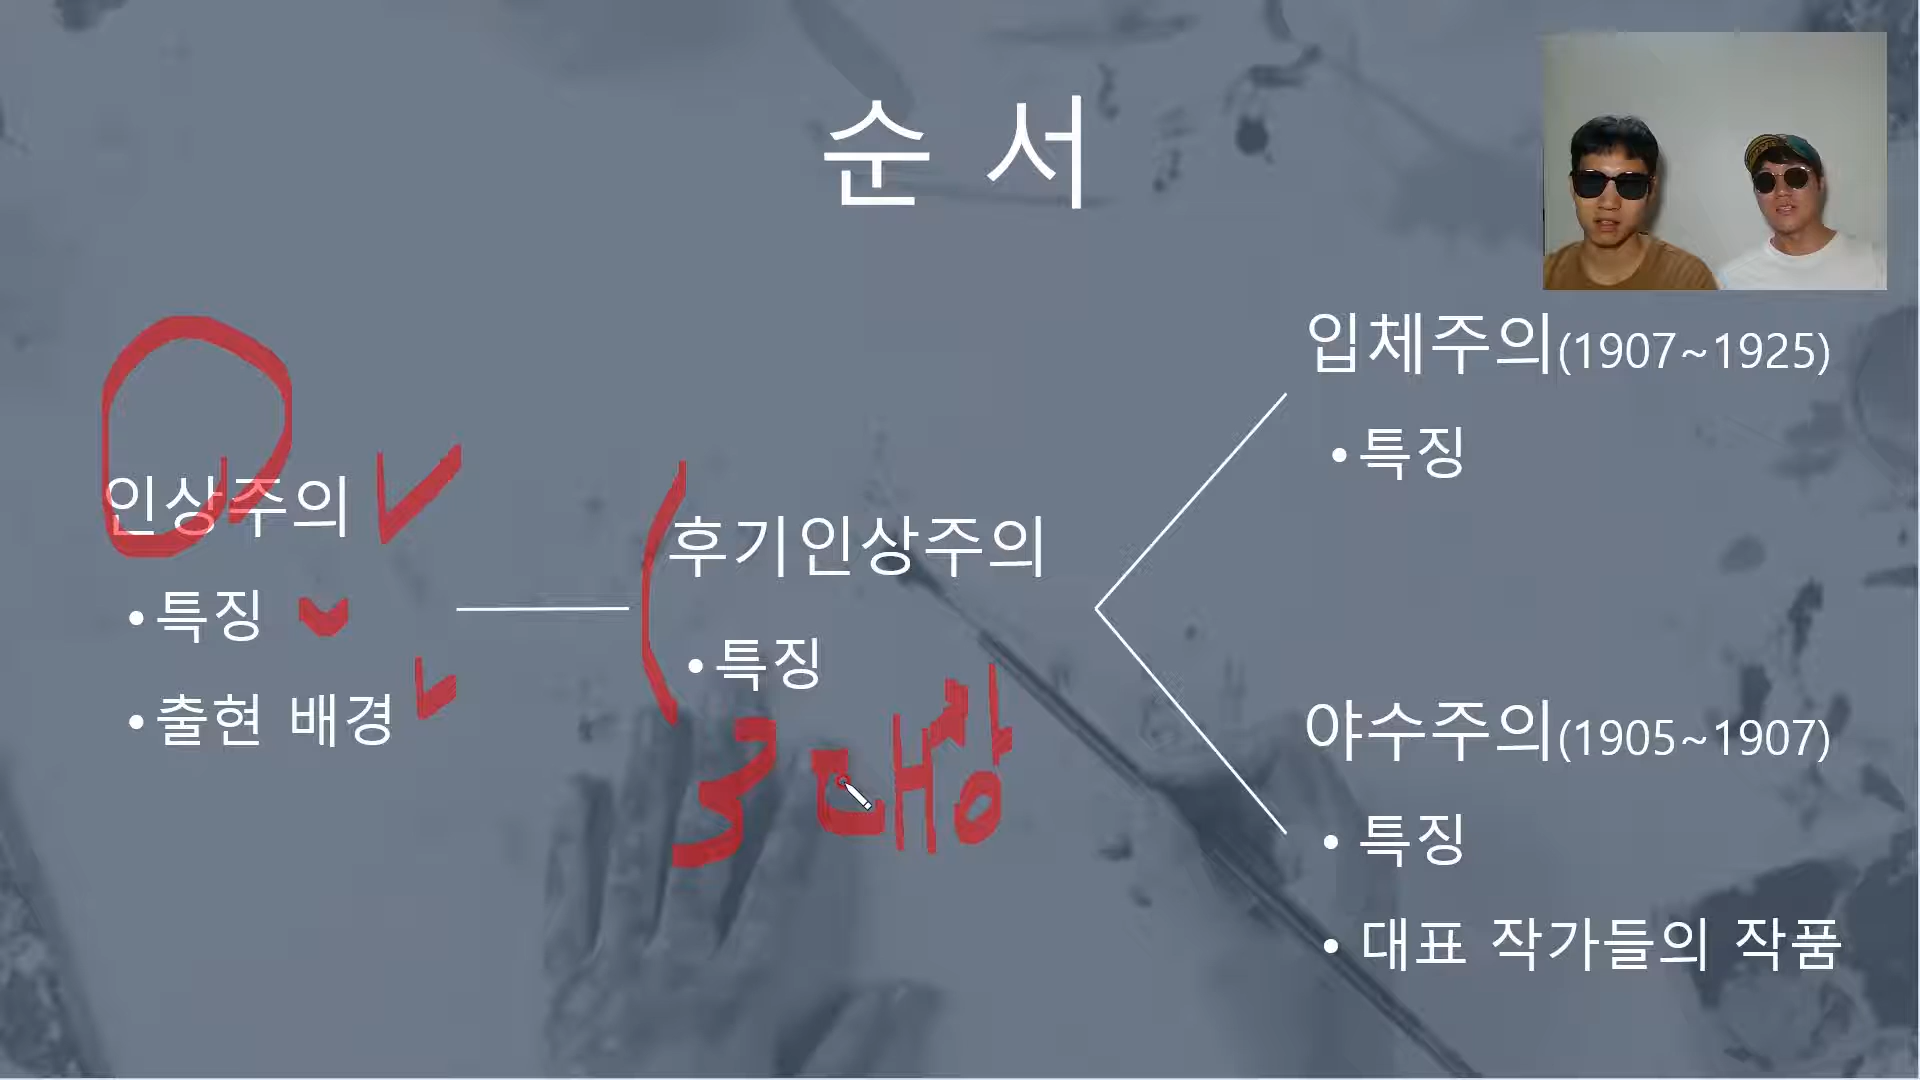 순 서
인상주의
• 특징
• 출현 배경
후기인상주의
• 특징
3 대장
입체주의(1907~1925)
• 특징
야수주의(1905~1907)
• 특징
• 대표 작가들의 작품